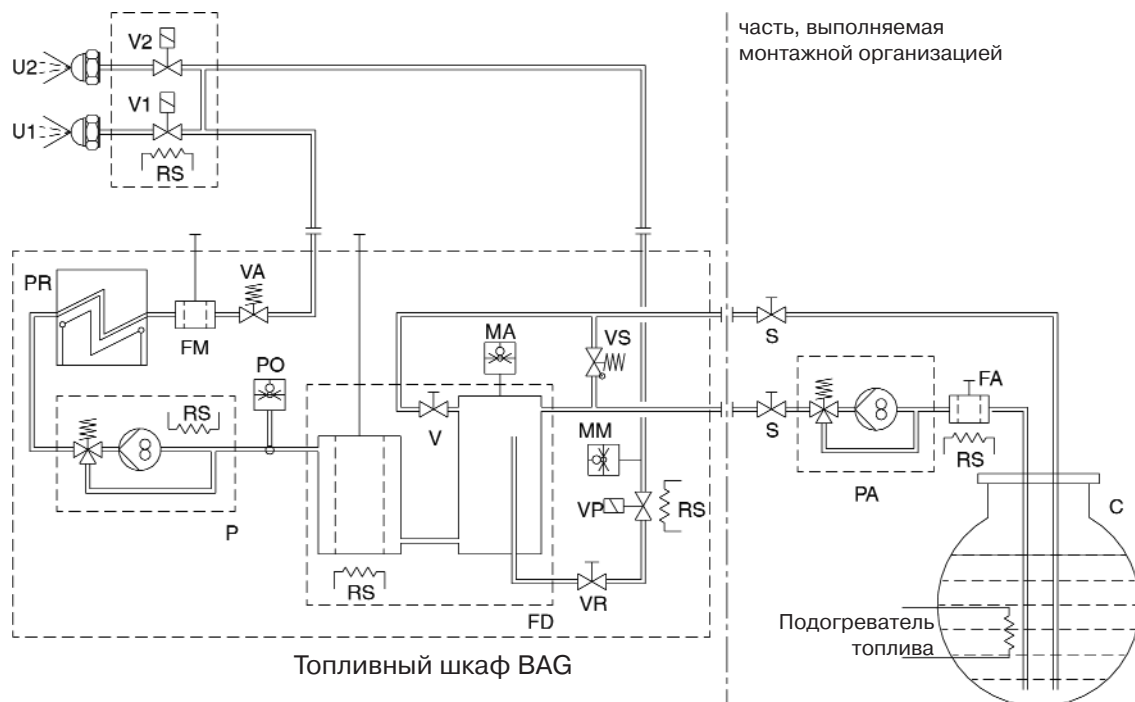 часть, выполняемая
монтажной организацией
V2
U2
V1
U1
RS
PR
VA
FM
PO
MA
VS
S
FA
RS
V
S
MM
RS
P
PA
C
VP
RS
RS
VR
FD
Подогреватель
топлива
Топливный шкаф BAG